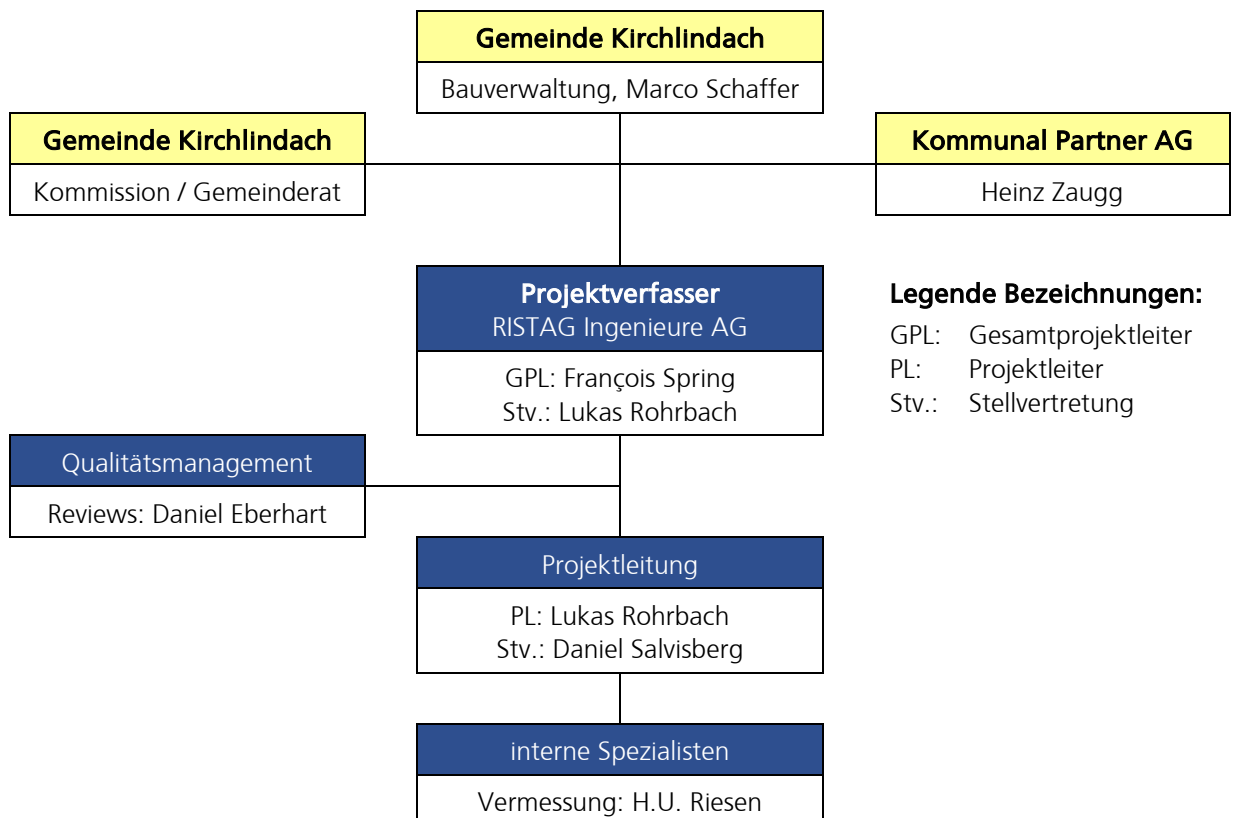 Gemeinde Kirchlindach
Bauverwaltung, Marco Schaffer
Gemeinde Kirchlindach
Kommission / Gemeinderat
Kommunal Partner AG
Heinz Zaugg
Projektverfasser
RISTAG Ingenieure AG
GPL: François Spring
Stv.: Lukas Rohrbach
Legende Bezeichnungen:
GPL: Gesamtprojektleiter
PL: Projektleiter
Stv.: Stellvertretung
Qualitätsmanagement
Reviews: Daniel Eberhart
Projektleitung
PL: Lukas Rohrbach
Stv.: Daniel Salvisberg
interne Spezialisten
Vermessung: H.U. Riesen